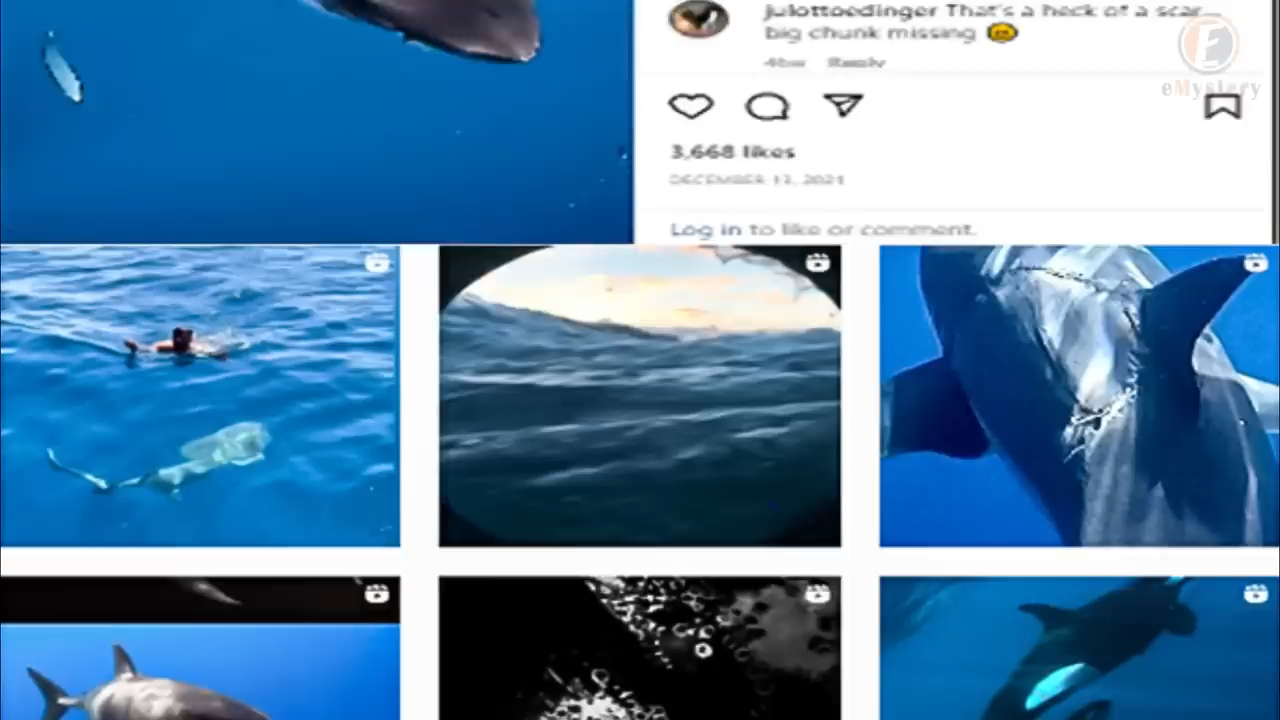 julottoedinger That's a heck of a scar...
big chunk missing
E
eMystery
Reply
3,668 likes
DECEMBER 13, 2021
Log in to like or comment.